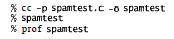 % cc -p spamtest.c -o spamtest
% spamtest
% prof spamtest